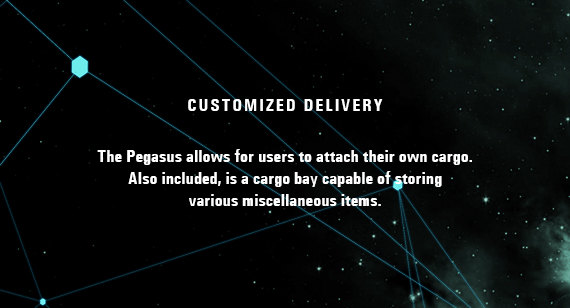 CUSTOMIZED DELIVERY
The Pegasus allows for users to attach their own cargo.
Also included, is a cargo bay capable of storing
various miscellaneous items.